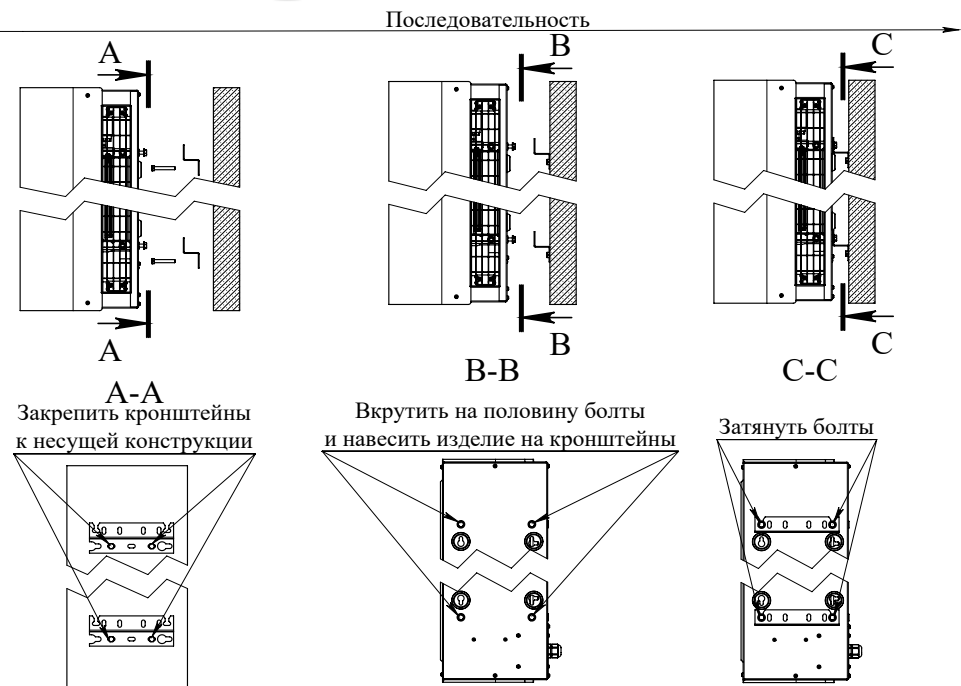 Последовательность
A B C
A B C
A-A B-B C-C
Закрепить кронштейны
к несущей конструкции
Вкрутить на половину болты
и навесить изделие на кронштейны
Затянуть болты